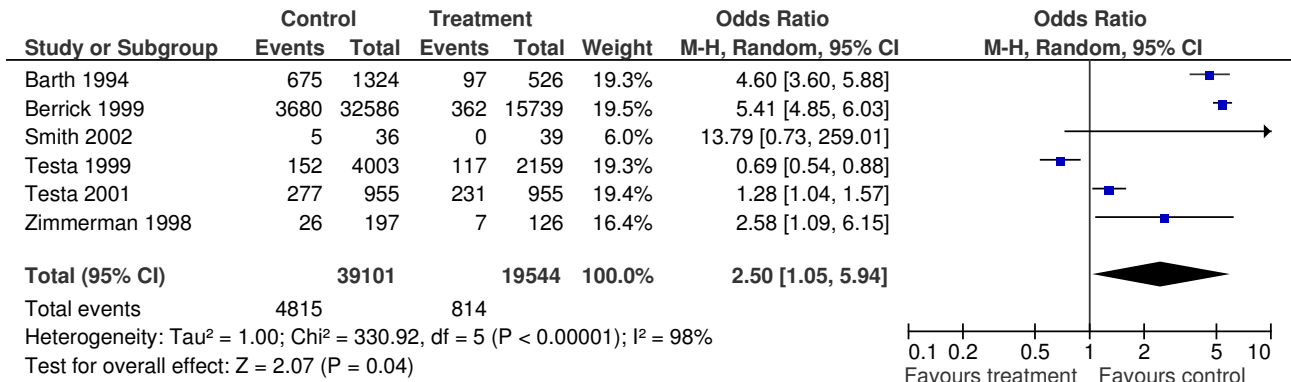 Control Treatment Odds Ratio Odds Ratio
Study or Subgroup Events Total Events Total Weight M-H, Random, 95% CI M-H, Random, 95% CI
Barth 1994 675 1324 97 526 19.3% 4.60 [3.60, 5.88]
Berrick 1999 3680 32586 362 15739 19.5% 5.41 [4.85, 6.03]
Smith 2002 5 36 0 39 6.0% 13.79 [0.73, 259.01]
Testa 1999 152 4003 117 2159 19.3% 0.69 [0.54, 0.88]
Testa 2001 277 955 231 955 19.4% 1.28 [1.04, 1.57]
Zimmerman 1998 26 197 7 126 16.4% 2.58 [1.09, 6.15]
Total (95% CI) 39101 19544 100.0% 2.50 [1.05, 5.94]
Total events 4815 814
Heterogeneity: Tau² = 1.00; Chi² = 330.92, df = 5 (P < 0.00001); I² = 98%
Test for overall effect: Z = 2.07 (P = 0.04)
0.1 0.2 0.5 1 2 5 10
Favours treatment Favours control